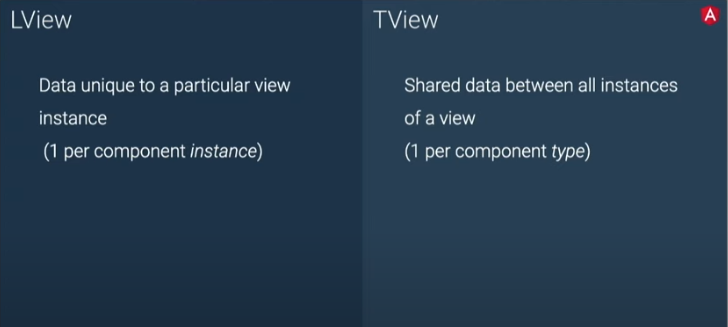 LView
Data unique to a particular view
instance
(1 per component instance)
TView
Shared data between all instances
of a view
(1 per component type)
A